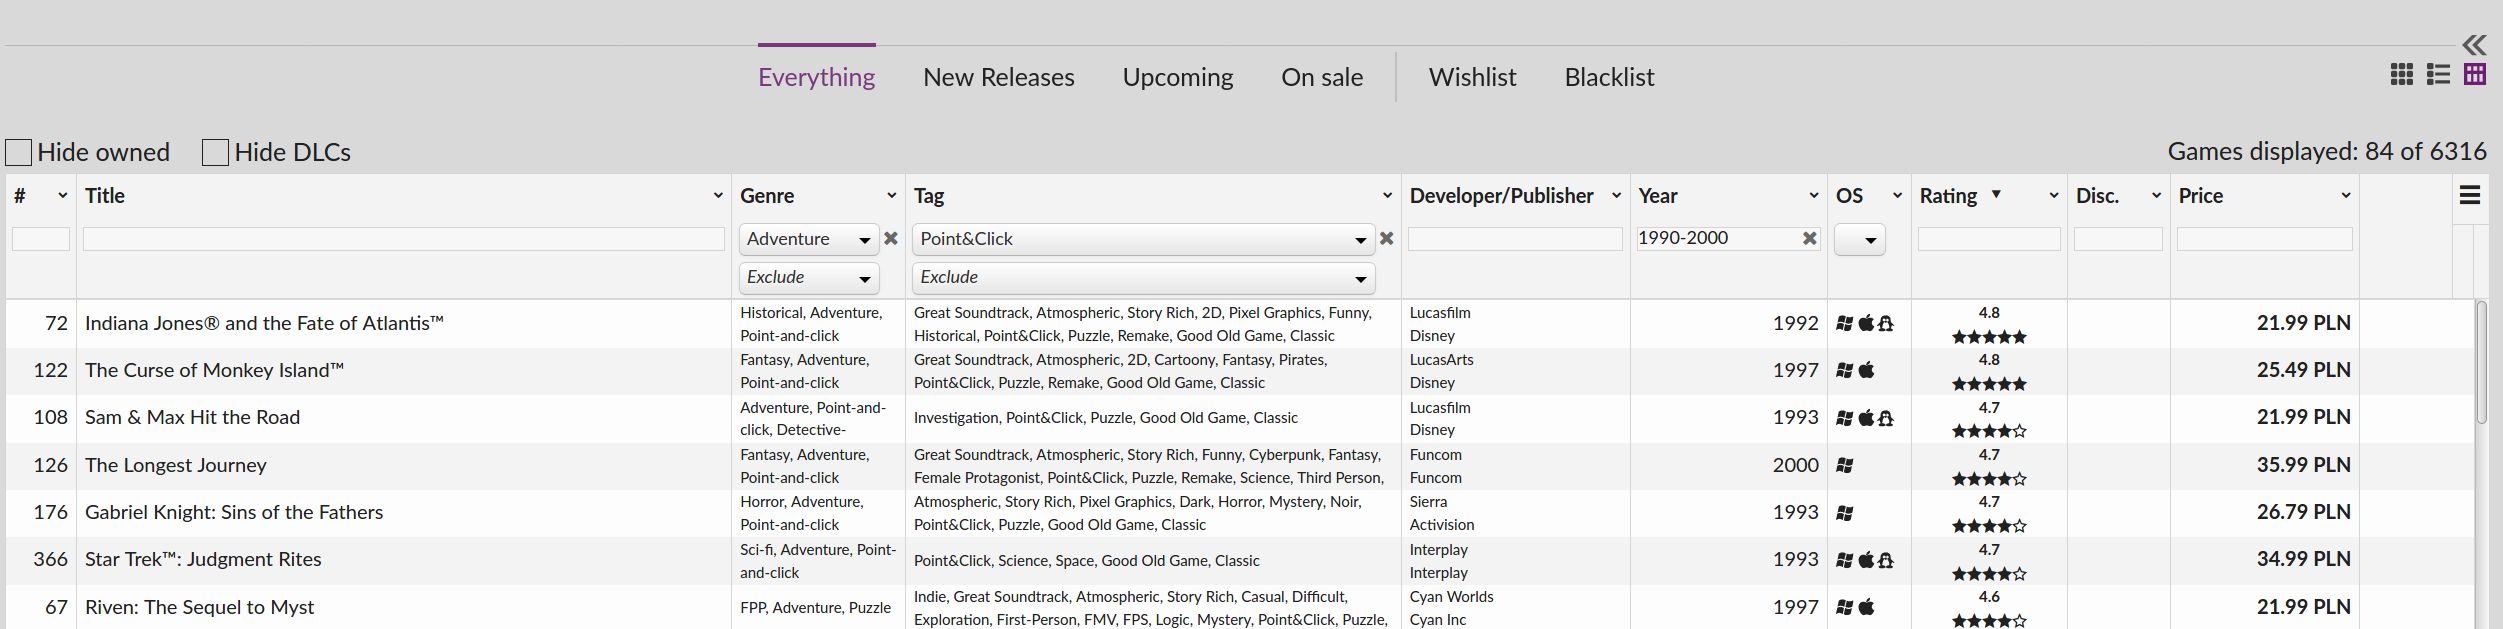 Everything New Releases Upcoming On sale Wishlist Blacklist
Hide owned Hide DLCs Games displayed: 84 of 6316
# Title Genre Tag Developer/Publisher Year OS Rating Disc. Price
Adventure Point&Click 1990-2000
Exclude Exclude
72 Indiana Jones® and the Fate of Atlantis™ Historical, Adventure, Great Soundtrack, Atmospheric, Story Rich, 2D, Pixel Graphics, Funny, Lucasfilm 1992 4.8 21.99 PLN
Point-and-click Historical, Point&Click, Puzzle, Remake, Good Old Game, Classic Disney
122 The Curse of Monkey Island™ Fantasy, Adventure, Great Soundtrack, Atmospheric, 2D, Cartoony, Fantasy, Pirates, LucasArts 1997 4.8 25.49 PLN
Point-and-click Point&Click, Puzzle, Remake, Good Old Game, Classic Disney
108 Sam & Max Hit the Road Adventure, Point-and- Investigation, Point&Click, Puzzle, Good Old Game, Classic Lucasfilm 1993 4.7 21.99 PLN
click, Detective- Disney
126 The Longest Journey Fantasy, Adventure, Great Soundtrack, Atmospheric, Story Rich, Funny, Cyberpunk, Fantasy, Funcom 2000 4.7 35.99 PLN
Point-and-click Female Protagonist, Point&Click, Puzzle, Remake, Science, Third Person, Funcom
176 Gabriel Knight: Sins of the Fathers Horror, Adventure, Atmospheric, Story Rich, Pixel Graphics, Dark, Horror, Mystery, Noir, Sierra 1993 4.7 26.79 PLN
Point-and-click Point&Click, Puzzle, Good Old Game, Classic Activision
366 Star Trek™: Judgment Rites Sci-fi, Adventure, Point- Point&Click, Science, Space, Good Old Game, Classic Interplay 1993 4.7 34.99 PLN
and-click Interplay
67 Riven: The Sequel to Myst FPP, Adventure, Puzzle Indie, Great Soundtrack, Atmospheric, Story Rich, Casual, Difficult, Cyan Worlds 1997 4.6 21.99 PLN
Exploration, First-Person, FMV, FPS, Logic, Mystery, Point&Click, Puzzle, Cyan Inc